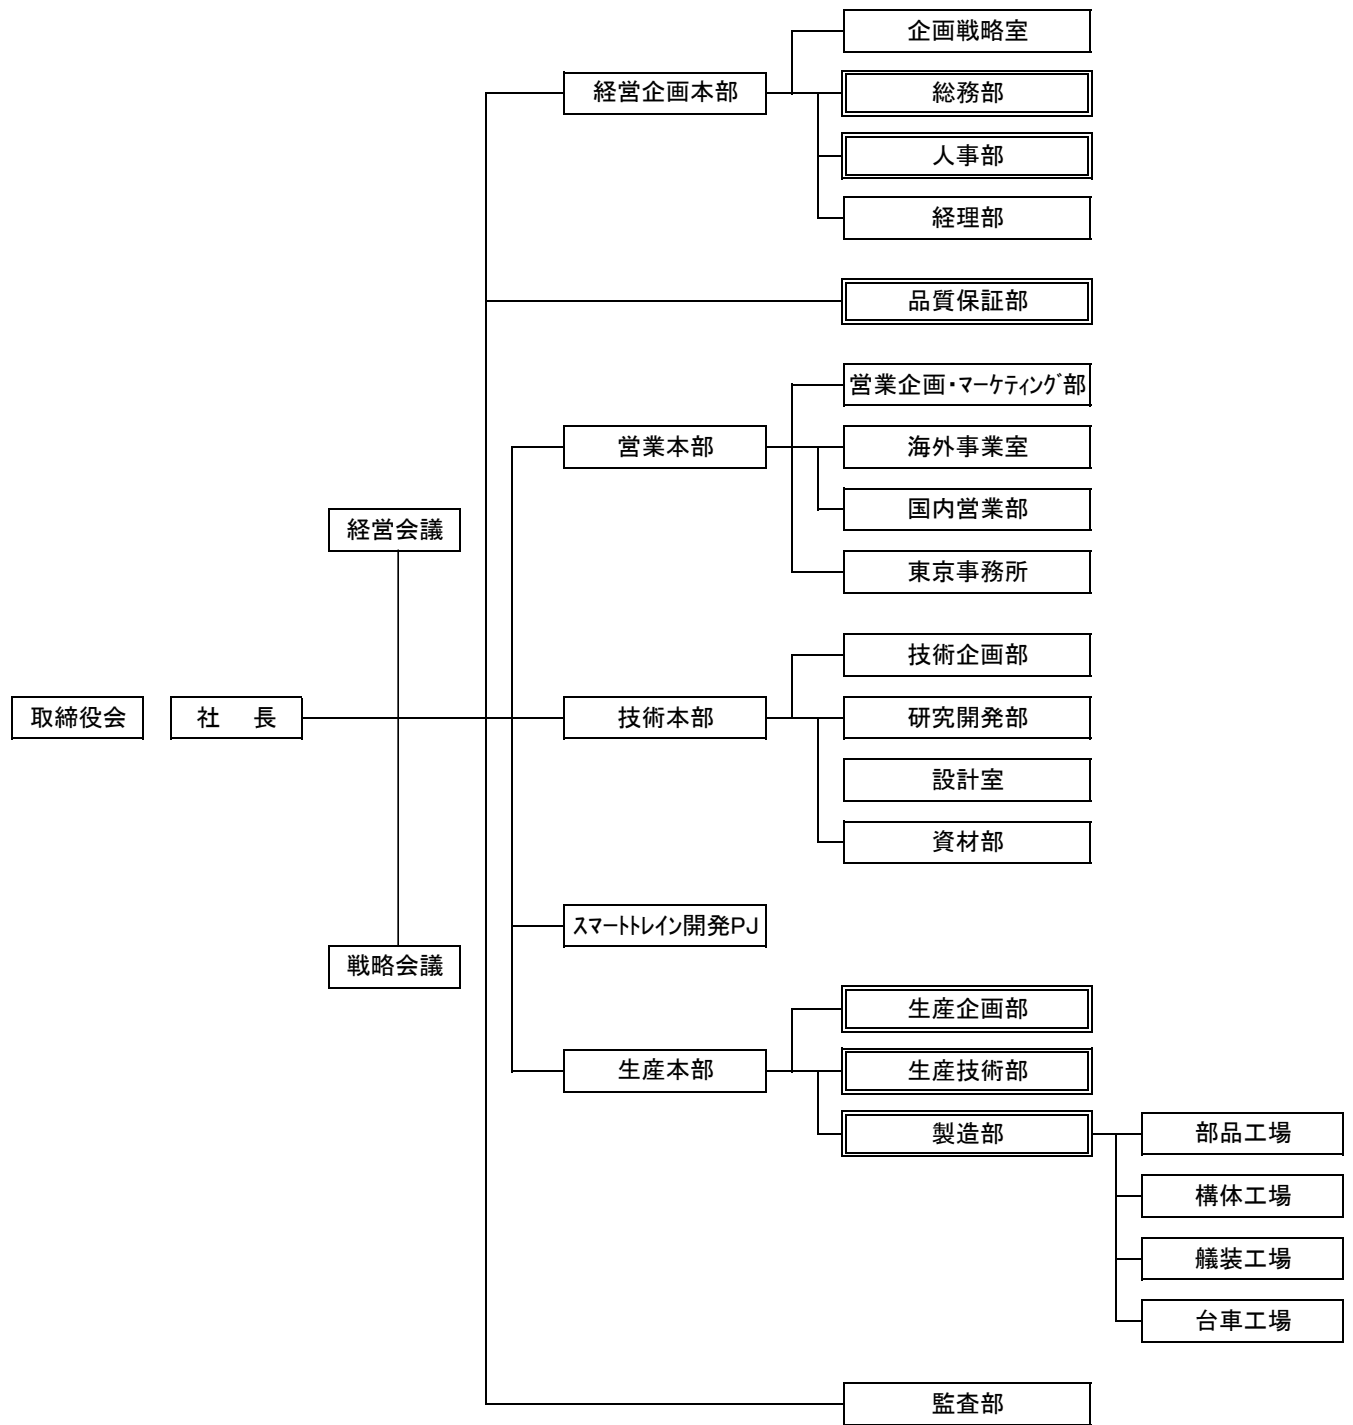 企画戦略室
経営企画本部
総務部
人事部
経理部
品質保証部
営業企画・ﾏｰｹﾃｨﾝｸﾞ部
営業本部
海外事業室
国内営業部
東京事務所
経営会議
技術企画部
取締役会
社　長
技術本部
研究開発部
設計室
資材部
ｽﾏｰﾄﾄﾚｲﾝ開発PJ
戦略会議
生産企画部
生産本部
生産技術部
製造部
部品工場
構体工場
艤装工場
台車工場
監査部